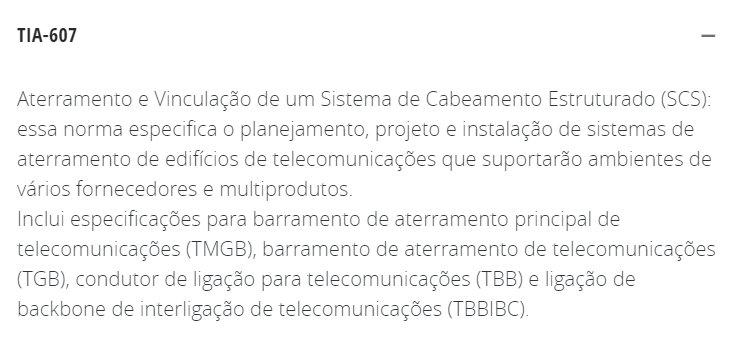 TIA-607
Aterramento e Vinculação de um Sistema de Cabeamento Estruturado (SCS):
essa norma especifica o planejamento, projeto e instalação de sistemas de
aterramento de edifícios de telecomunicações que suportarão ambientes de
vários fornecedores e multiprodutos.
Inclui especificações para barramento de aterramento principal de
telecomunicações (TMGB), barramento de aterramento de telecomunicações
(TGB), condutor de ligação para telecomunicações (TBB) e ligação de
backbone de interligação de telecomunicações (TBBIBC).